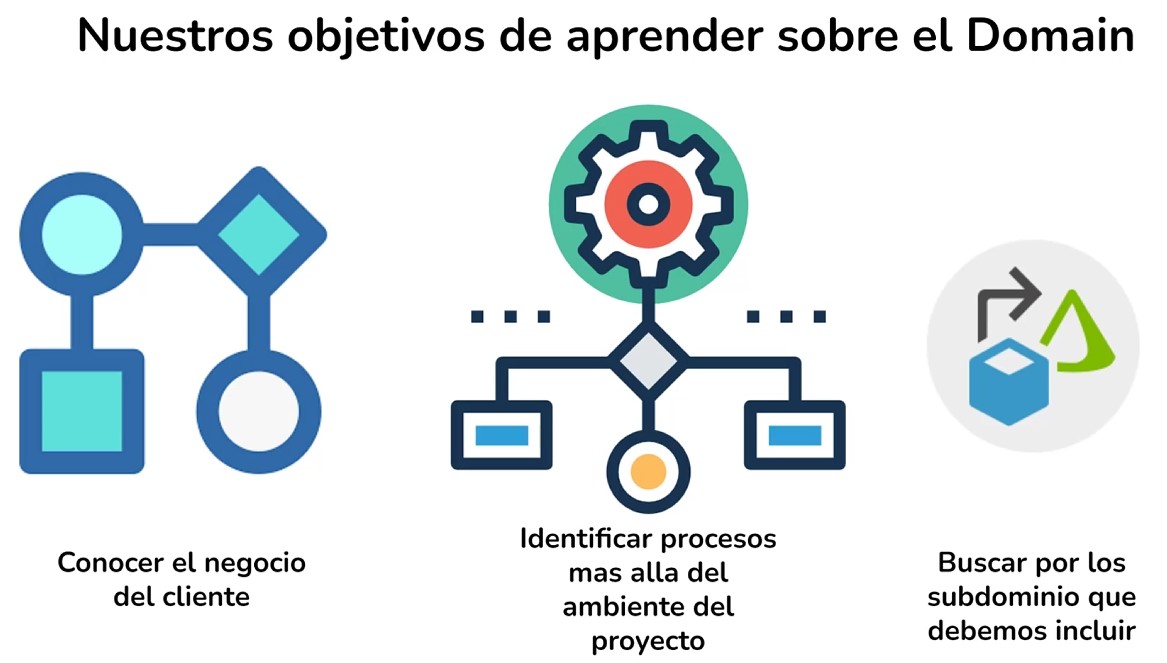 Nuestros objetivos de aprender sobre el Domain
Conocer el negocio
del cliente
Identificar procesos
mas alla del
ambiente del
proyecto
Buscar por los
subdominio que
debemos incluir